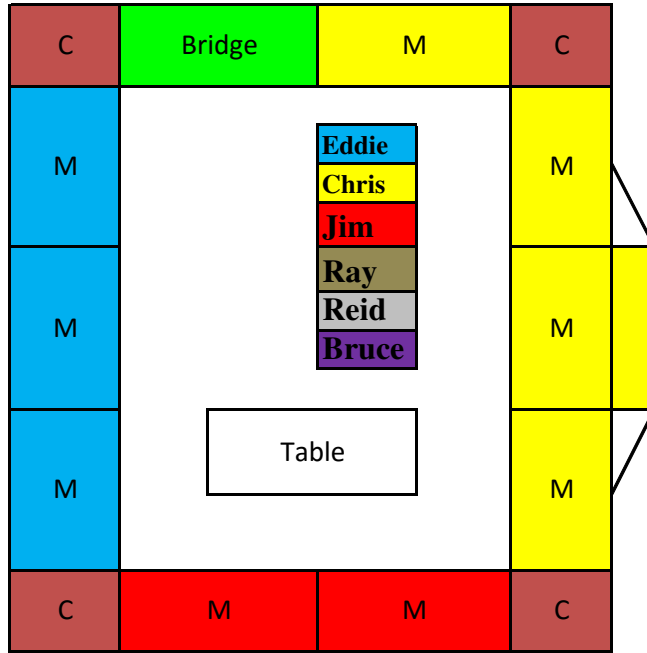 C Bridge M C
Eddie
M Chris M
Jim
Ray
M Reid M
Bruce
M Table M
C M M C